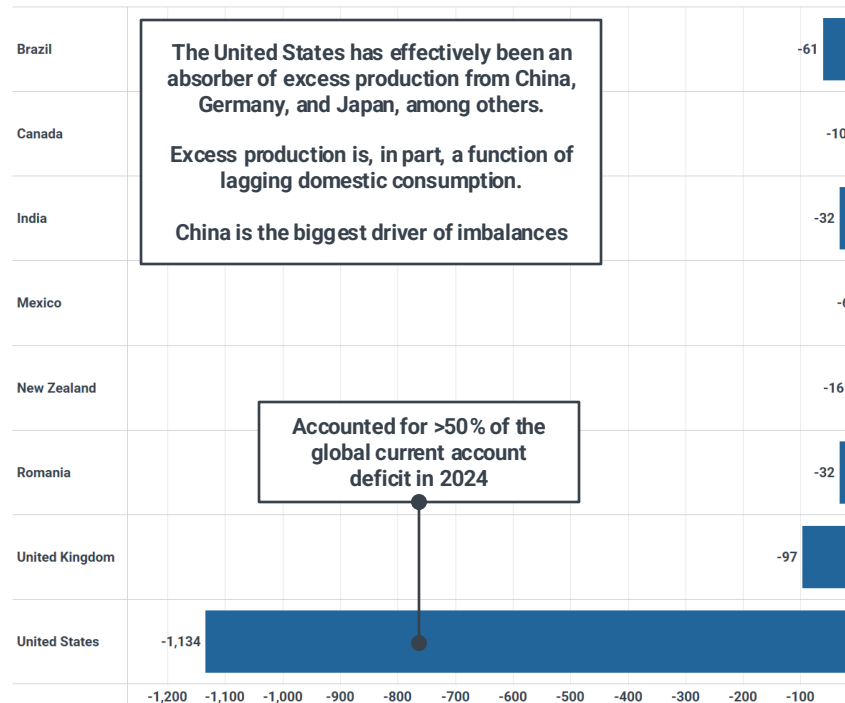 Brazil
-61
The United States has effectively been an
absorber of excess production from China,
Germany, and Japan, among others.
Excess production is, in part, a function of
lagging domestic consumption.
China is the biggest driver of imbalances
Canada
-10
India
-32
Mexico
New Zealand
-16
Accounted for >50% of the
global current account
deficit in 2024
Romania
-32
United Kingdom
-97
United States
-1,134
-1,200 -1,100 -1,000 -900 -800 -700 -600 -500 -400 -300 -200 -100